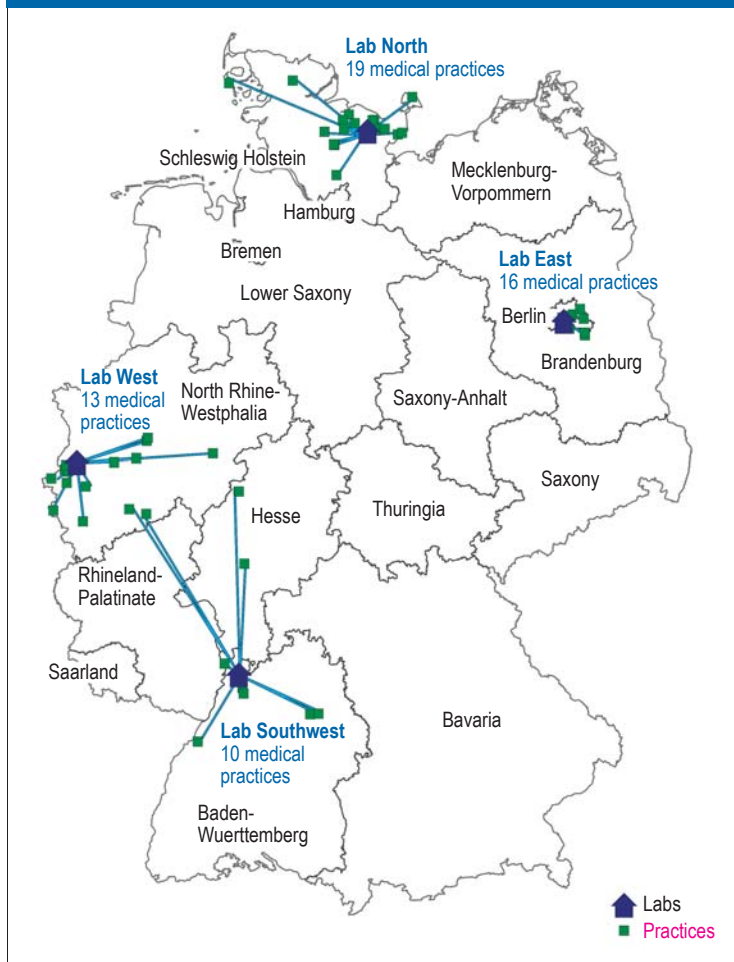 Lab North
19 medical practices
Schleswig Holstein
Mecklenburg-
Vorpommern
Hamburg
Bremen
Lab East
16 medical practices
Lower Saxony
Berlin
Brandenburg
Lab West
13 medical
practices
North Rhine-
Westphalia
Saxony-Anhalt
Saxony
Hesse
Thuringia
Rhineland-
Palatinate
Saarland
Lab Southwest
10 medical
practices
Bavaria
Baden-
Wuerttemberg
Labs
Practices